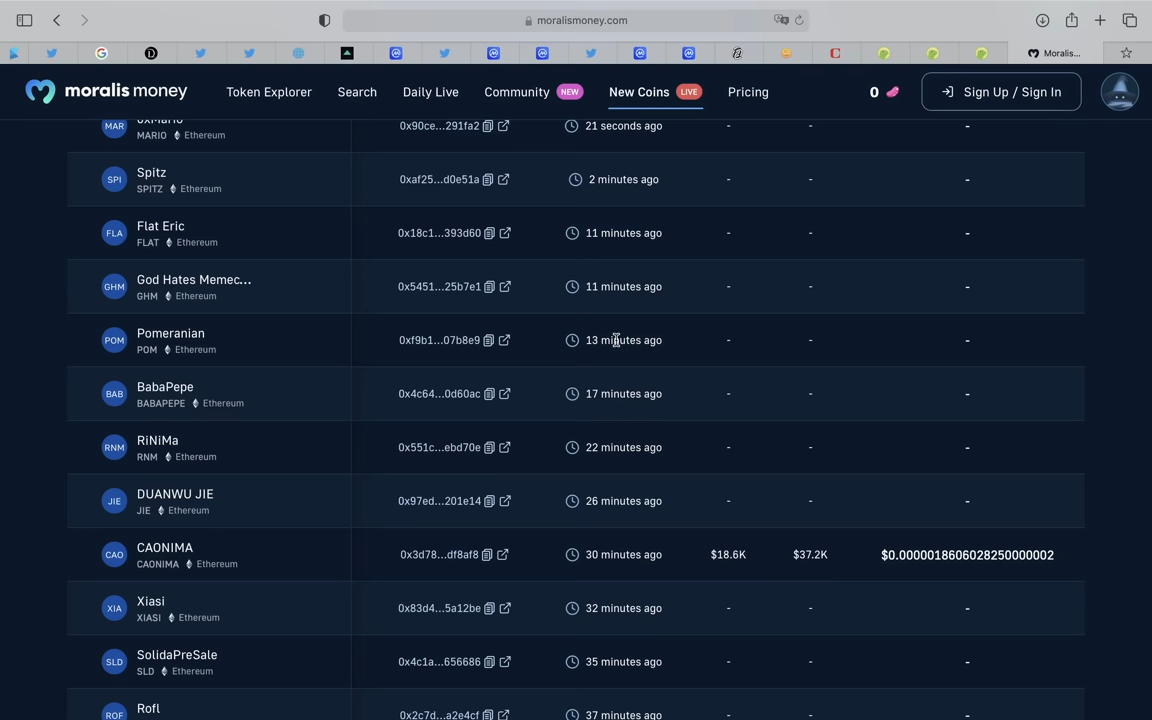 moralismoney.com
Moralis...
moralis money
Token Explorer
Search
Daily Live
Community NEW
New Coins LIVE
Pricing
0
Sign Up / Sign In
MAR
0xMario
MARIO Ethereum
0x90ce...291fa2
21 seconds ago
- - -
SPI
Spitz
SPITZ Ethereum
0xaf25...d0e51a
2 minutes ago
- - -
FLA
Flat Eric
FLAT Ethereum
0x18c1...393d60
11 minutes ago
- - -
GHM
God Hates Memec...
GHM Ethereum
0x5451...25b7e1
11 minutes ago
- - -
POM
Pomeranian
POM Ethereum
0xf9b1...07b8e9
13 minutes ago
- - -
BAB
BabaPepe
BABAPEPE Ethereum
0x4c64...0d60ac
17 minutes ago
- - -
RNM
RiNiMa
RNM Ethereum
0x551c...ebd70e
22 minutes ago
- - -
JIE
DUANWU JIE
JIE Ethereum
0x97ed...201e14
26 minutes ago
- - -
CAO
CAONIMA
CAONIMA Ethereum
0x3d78...df8af8
30 minutes ago
$18.6K
$37.2K
$0.0000018606028250000002
XIA
Xiasi
XIASI Ethereum
0x83d4...5a12be
32 minutes ago
- - -
SLD
SolidaPreSale
SLD Ethereum
0x4c1a...656686
35 minutes ago
- - -
ROF
Rofl
0x2c7d...a2e4cf
37 minutes ago
- - -